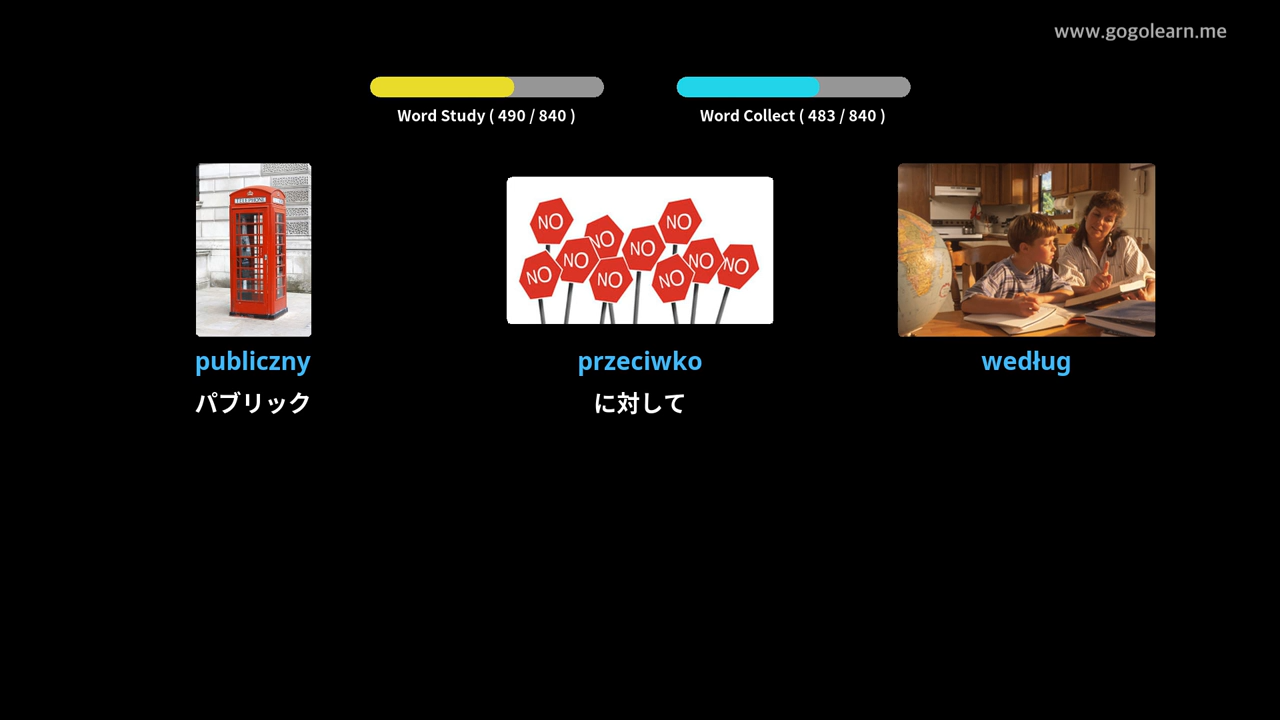 www.gogolearn.me
Word Study ( 490 / 840 )
Word Collect ( 483 / 840 )
TELEPHONE
NO
NO
NO
NO
NO
NO
NO
NO
NO
NO
publiczny
przeciwko
według
パブリック
に対して